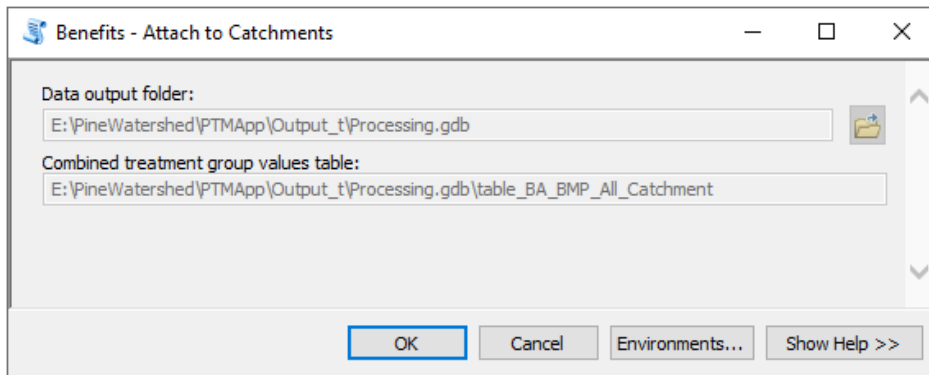 Benefits - Attach to Catchments
Data output folder:
E:\PineWatershed\PTMApp\Output_t\Processing.gdb
Combined treatment group values table:
E:\PineWatershed\PTMApp\Output_t\Processing.gdb\table_BA_BMP_All_Catchment
OK Cancel Environments... Show Help >>